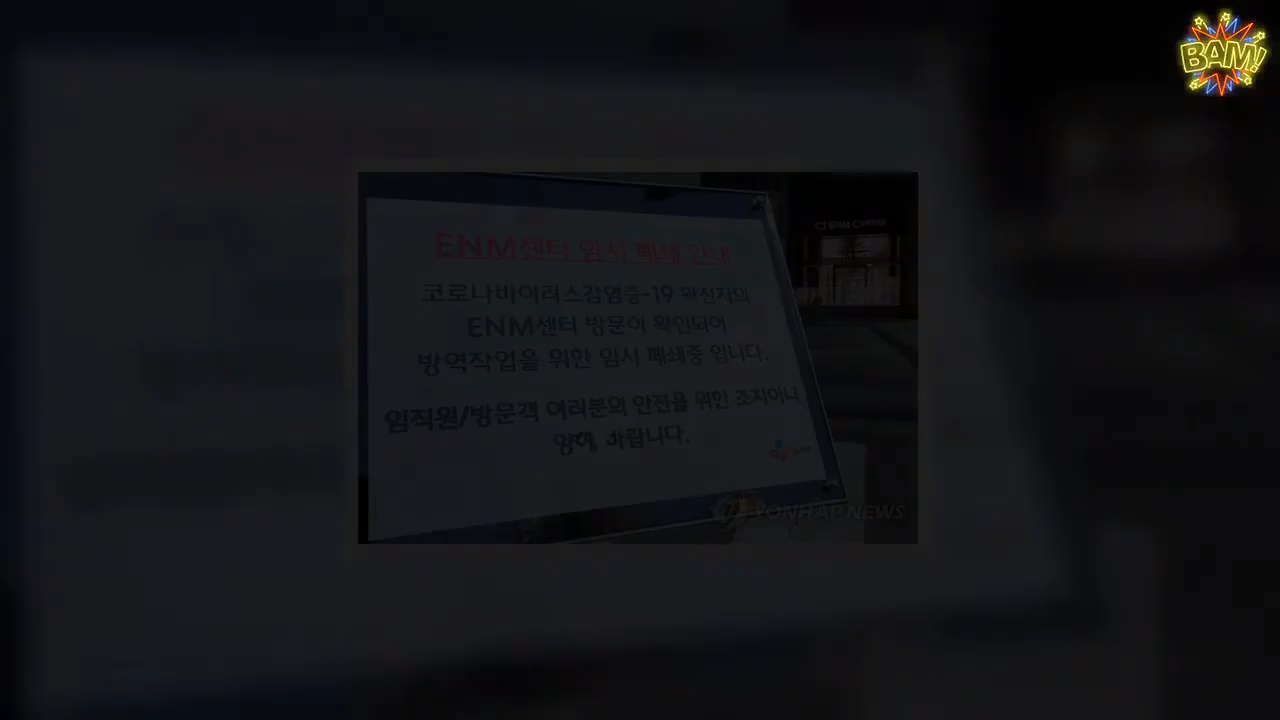 BAM!
CJ ENM CENTER
ENM센터 임시 폐쇄 안내
코로나바이러스감염증-19 확진자의
ENM센터 방문이 확인되어
방역작업을 위한 임시 폐쇄중 입니다.
임직원/방문객 여러분의 안전을 위한 조치이니
양해 바랍니다.
YONHAP NEWS